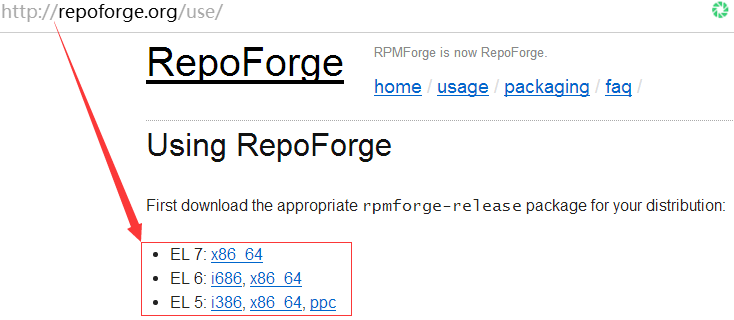 http://repoforge.org/use/
RepoForge
RPMForge is now RepoForge.
home / usage / packaging / faq /
Using RepoForge
First download the appropriate rpmforge-release package for your distribution:
• EL 7: x86_64
• EL 6: i686, x86_64
• EL 5: i386, x86_64, ppc